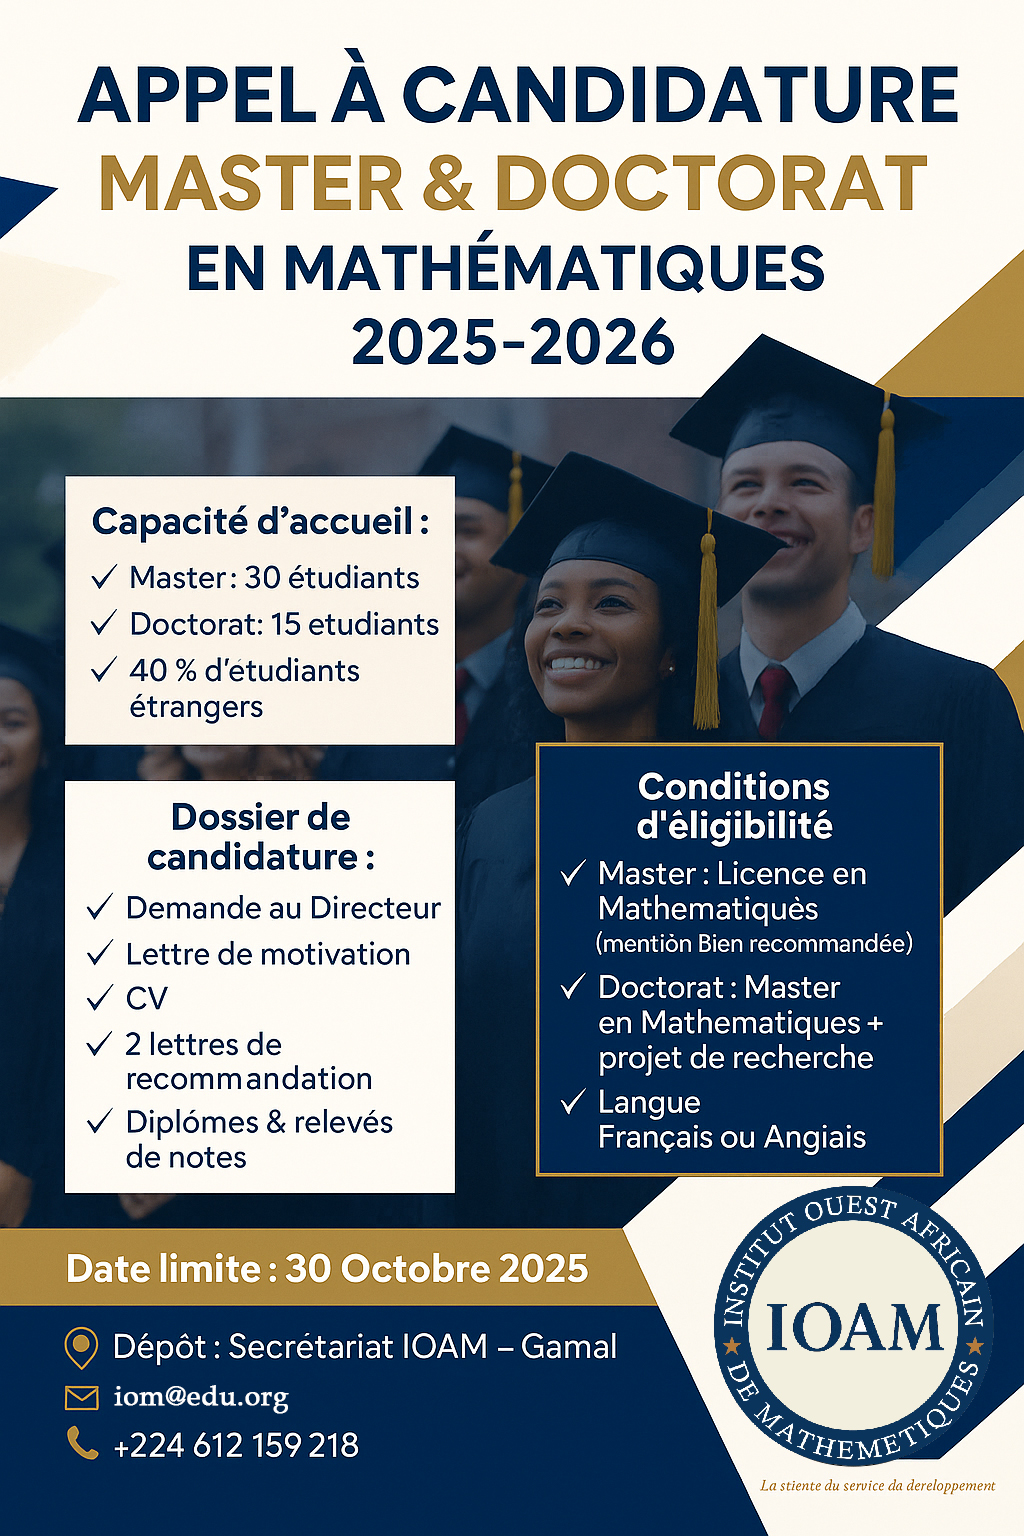 APPEL À CANDIDATURE
MASTER & DOCTORAT
EN MATHÉMATIQUES
2025-2026
Capacité d’accueil :
✓ Master : 30 étudiants
✓ Doctorat: 15 etudiants
✓ 40 % d’étudiants
étrangers
Dossier de
candidature :
✓ Demande au Directeur
✓ Lettre de motivation
✓ CV
✓ 2 lettres de
recommandation
✓ Diplómes & relevés
de notes
Conditions
d'êligibilité
✓ Master : Licence en
Mathematiquès
(mentiòn Bien recommandée)
✓ Doctorat : Master
en Mathematiques +
projet de recherche
✓ Langue
Français ou Angiais
Date limite : 30 Octobre 2025
Dépôt : Secrétariat IOAM – Gamal
iom@edu.org
+224 612 159 218
INSTITUT OUEST AFRICAIN
IOAM
DE MATHEMETIQUES
La stiente du service da dereloppement